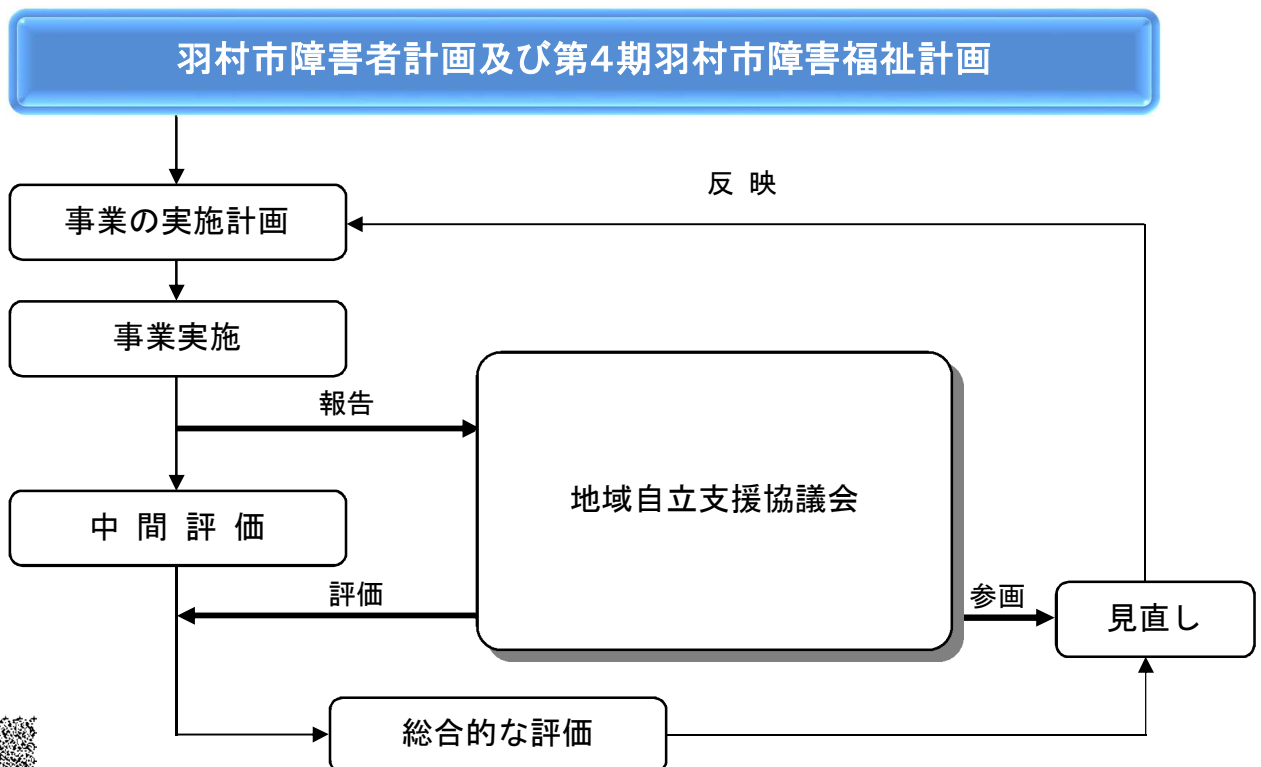 羽村市障害者計画及び第4期羽村市障害福祉計画
反 映
事業の実施計画
事業実施
報告
地域自立支援協議会
中 間 評 価
評価
参画
見直し
総合的な評価